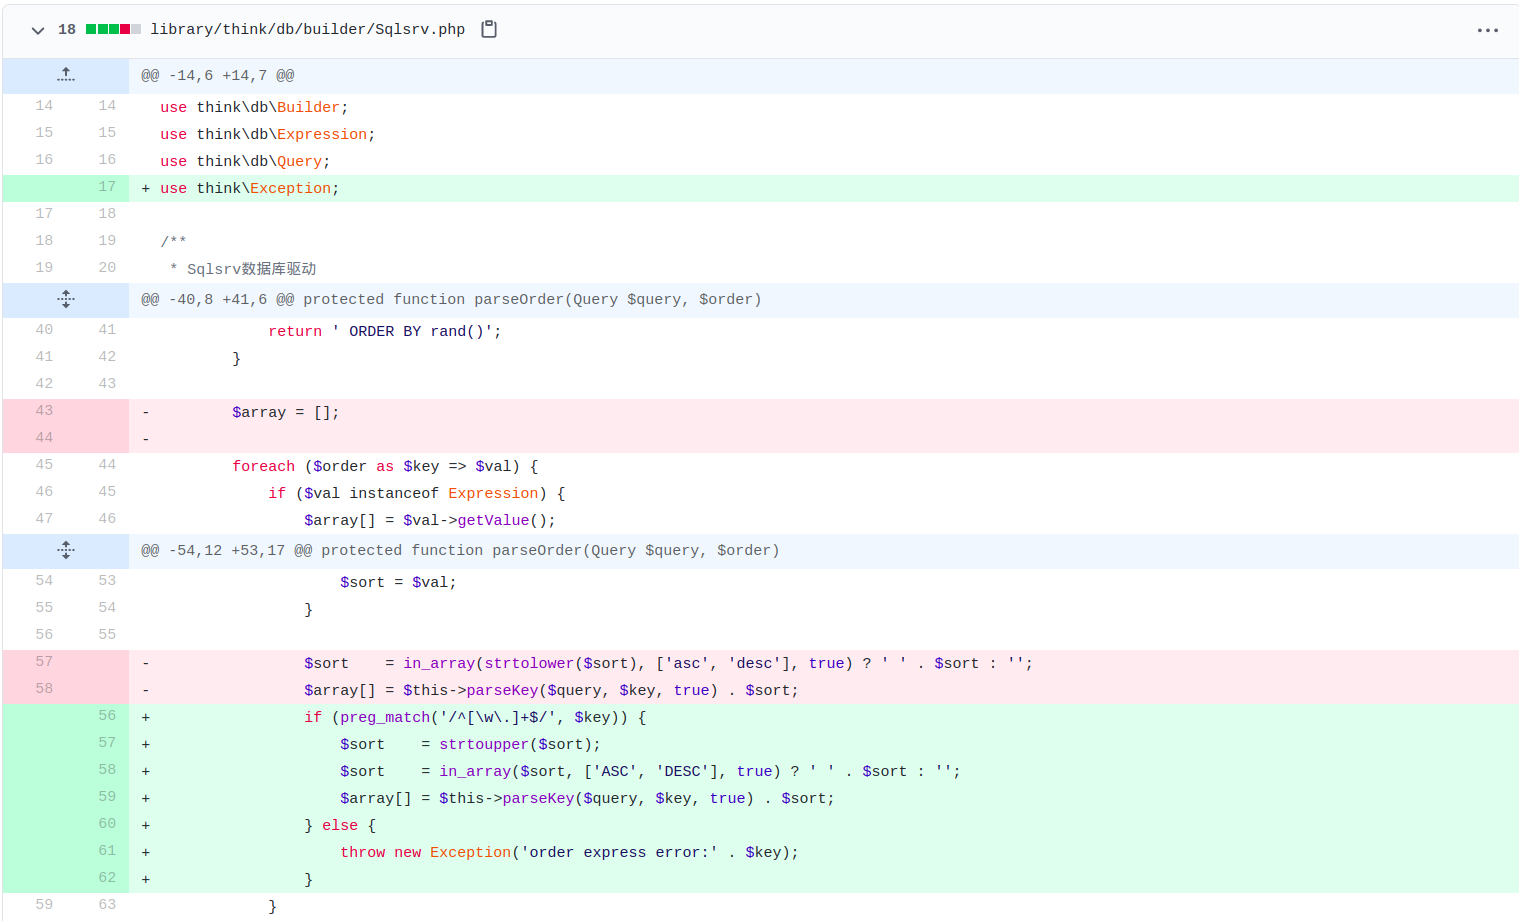 18 library/think/db/builder/Sqlsrv.php
@@ -14,6 +14,7 @@
14 14 use think\db\Builder;
15 15 use think\db\Expression;
16 16 use think\db\Query;
17 + use think\Exception;
17 18
18 19 /**
19 20 * Sqlsrv数据库驱动
@@ -40,8 +41,6 @@ protected function parseOrder(Query $query, $order)
40 41 return ' ORDER BY rand()';
41 42 }
42 43
43 - $array = [];
44 -
45 44 foreach ($order as $key => $val) {
46 45 if ($val instanceof Expression) {
47 46 $array[] = $val->getValue();
@@ -54,12 +53,17 @@ protected function parseOrder(Query $query, $order)
54 53 $sort = $val;
55 54 }
56 55
57 - $sort    = in_array(strtolower($sort), ['asc', 'desc'], true) ? ' ' . $sort : '';
58 - $array[] = $this->parseKey($query, $key, true) . $sort;
56 + if (preg_match('/^[\w\.]+$/', $key)) {
57 + $sort    = strtoupper($sort);
58 + $sort    = in_array($sort, ['ASC', 'DESC'], true) ? ' ' . $sort : '';
59 + $array[] = $this->parseKey($query, $key, true) . $sort;
60 + } else {
61 + throw new Exception('order express error:' . $key);
62 + }
59 63 }